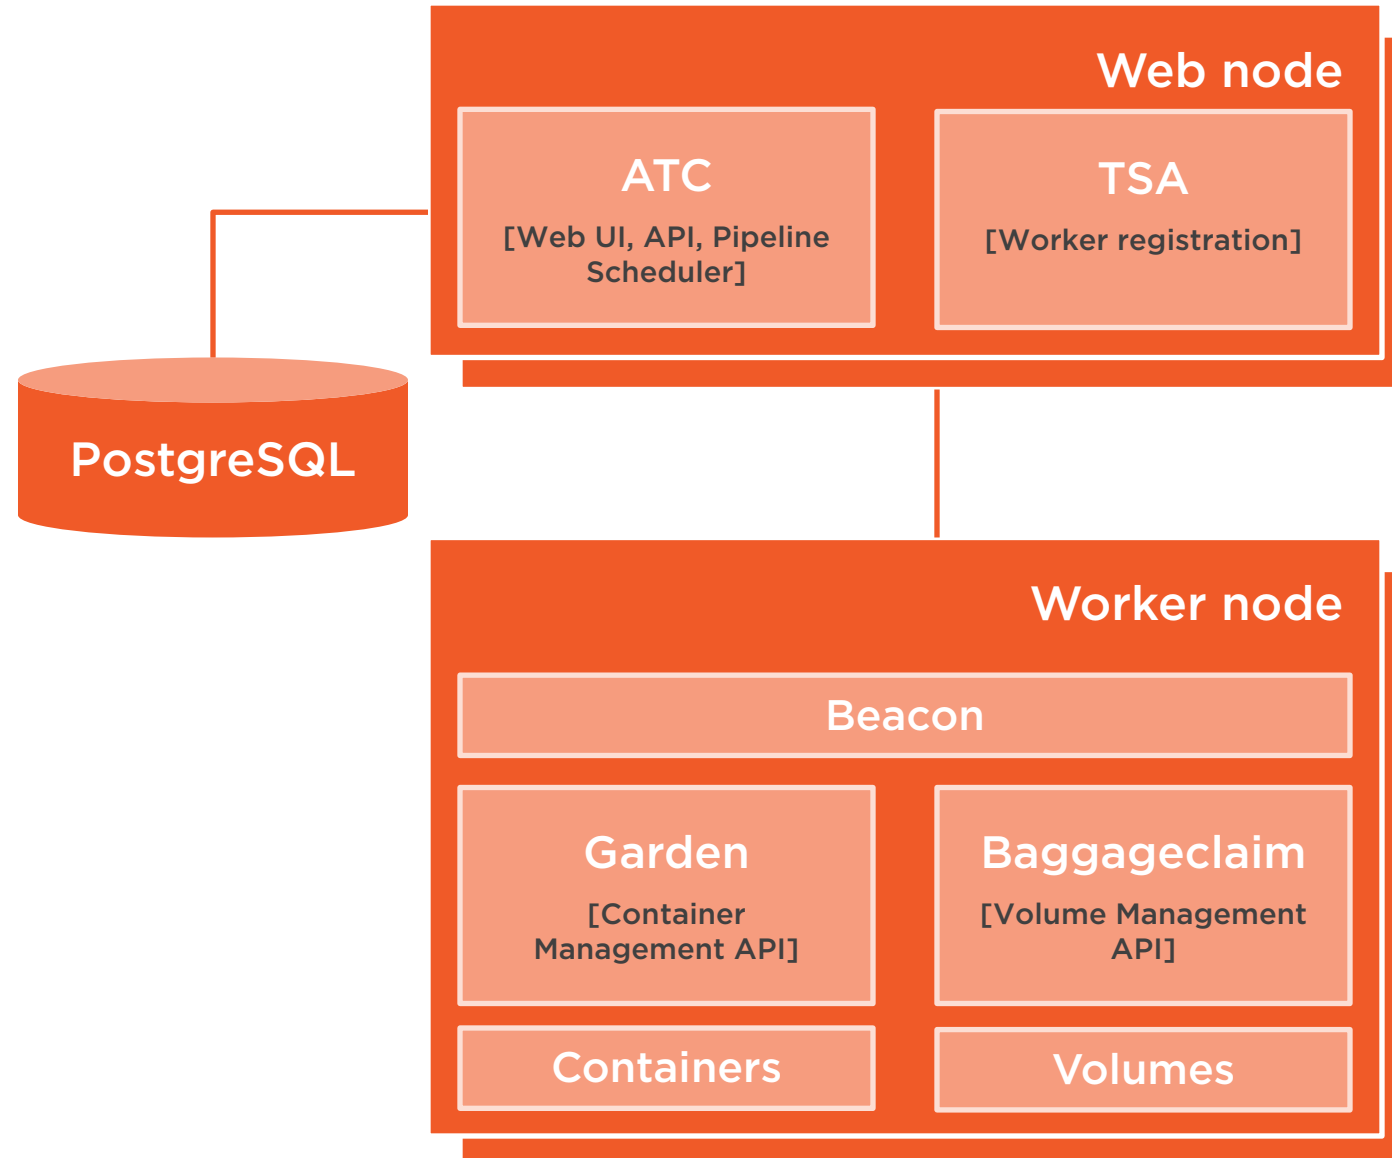 Web node
ATC
[Web UI, API, Pipeline
Scheduler]
TSA
[Worker registration]
PostgreSQL
Worker node
Beacon
Garden
[Container
Management API]
Baggageclaim
[Volume Management
API]
Containers
Volumes